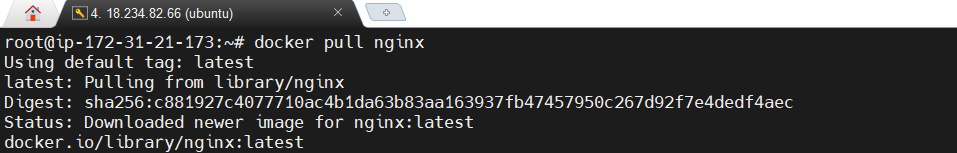 4. 18.234.82.66 (ubuntu)
root@ip-172-31-21-173:~# docker pull nginx
Using default tag: latest
latest: Pulling from library/nginx
Digest: sha256:c881927c4077710ac4b1da63b83aa163937fb47457950c267d92f7e4dedf4aec
Status: Downloaded newer image for nginx:latest
docker.io/library/nginx:latest